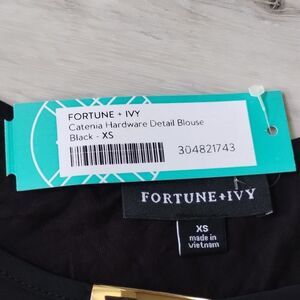 FORTUNE + IVY
Catenia Hardware Detail Blouse
Black - XS
304821743
FORTUNE+IVY
XS
made in
vietnam